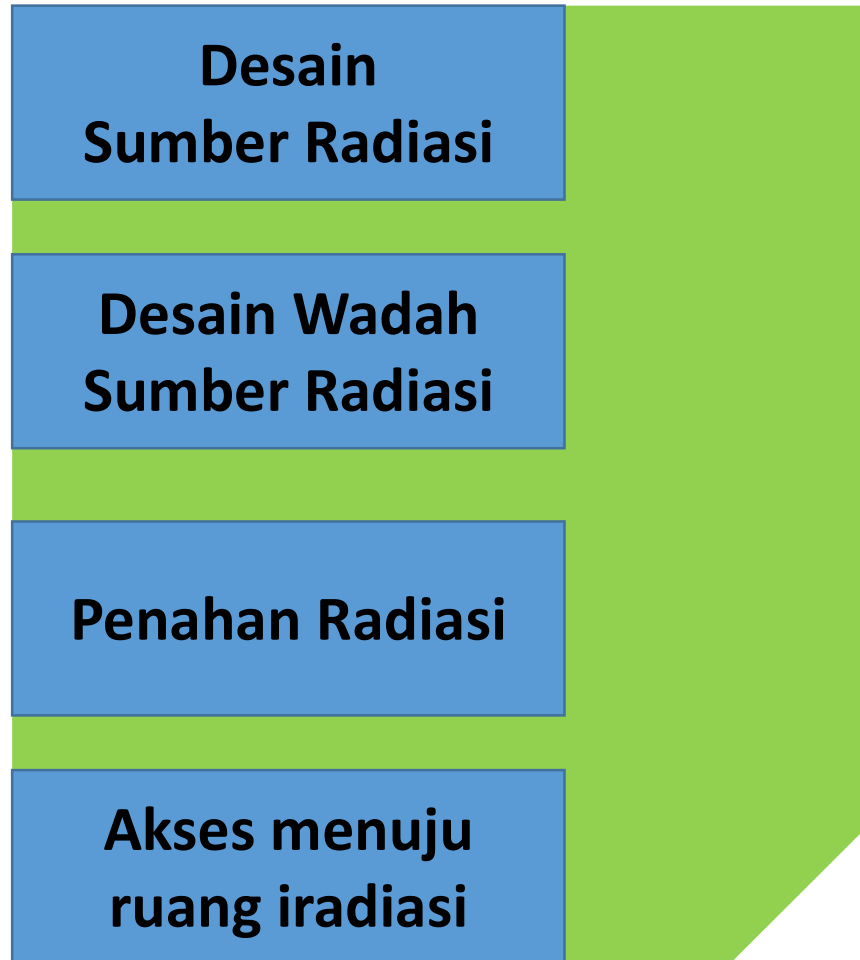 Desain
Sumber Radiasi
Desain Wadah
Sumber Radiasi
Penahan Radiasi
Akses menuju
ruang iradiasi